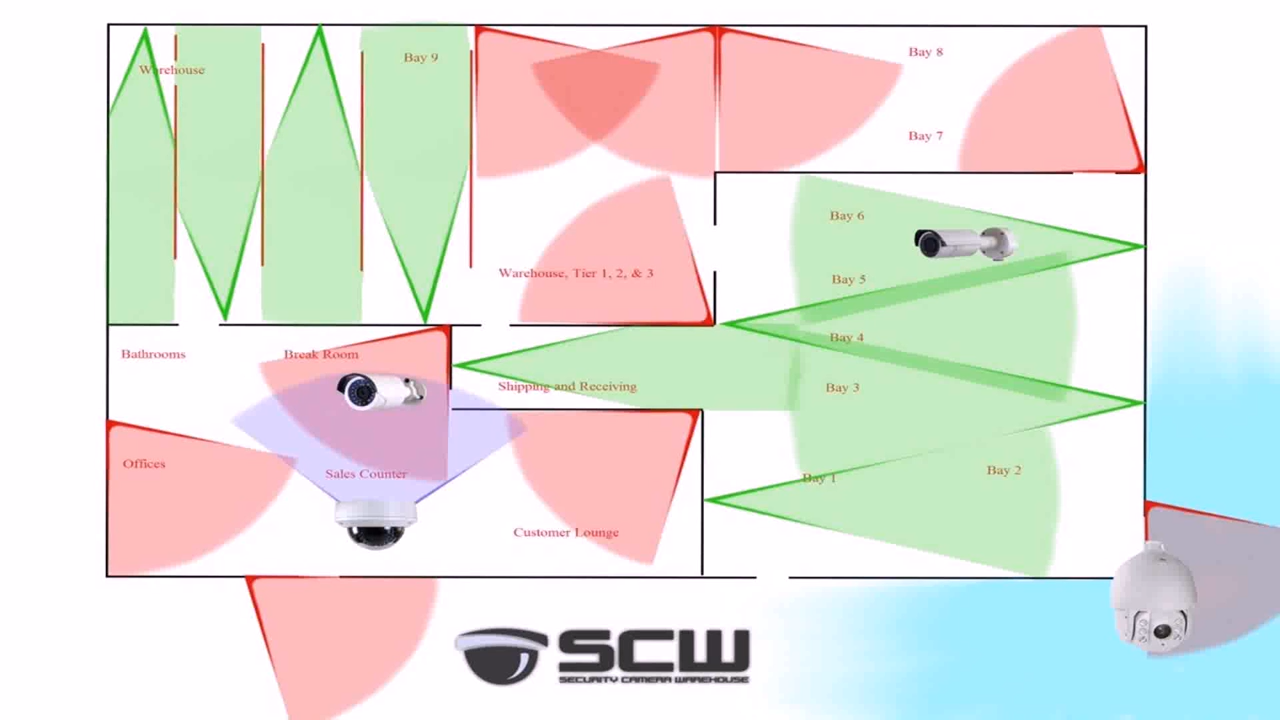 Warehouse
Bay 9
Bay 8
Bay 7
Bay 6
Warehouse, Tier 1, 2, & 3
Bay 5
Bay 4
Bathrooms
Break Room
Shipping and Receiving
Bay 3
Offices
Sales Counter
Bay 1
Bay 2
Customer Lounge
SCW
SECURITY CAMERA WAREHOUSE